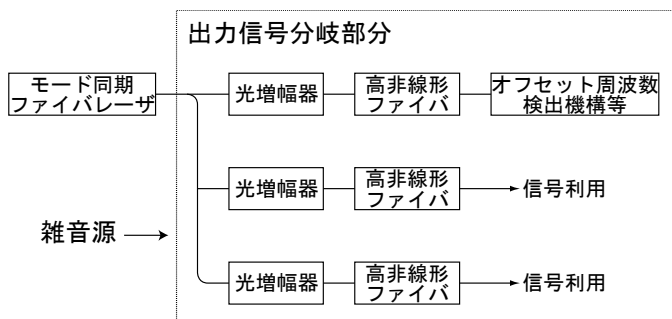 出力信号分岐部分
モード同期
ファイバレーザ
光増幅器
高非線形
ファイバ
オフセット周波数
検出機構等
光増幅器
高非線形
ファイバ
信号利用
雑音源
光増幅器
高非線形
ファイバ
信号利用